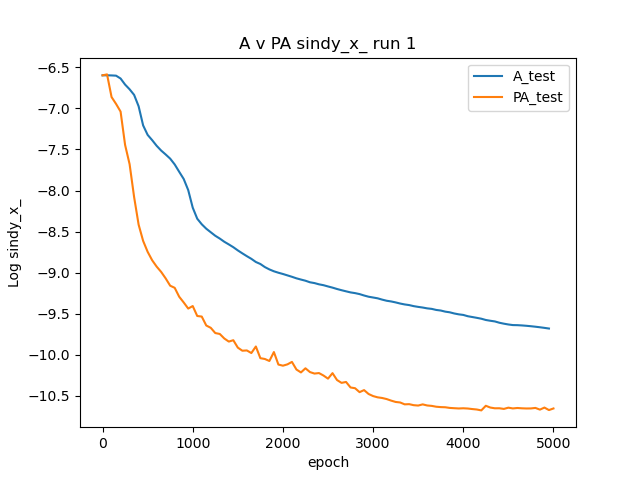 A v PA sindy_x_ run 1
A_test
PA_test
−6.5
−7.0
−7.5
−8.0
−8.5
−9.0
−9.5
−10.0
−10.5
Log sindy_x_
0 1000 2000 3000 4000 5000
epoch